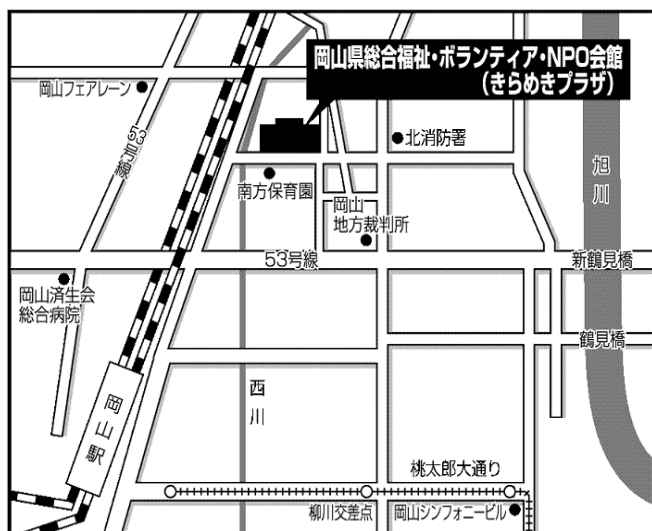 岡山県総合福祉・ボランティア・NPO会館
(きらめきプラザ)
岡山フェアレーン
53号線
北消防署
旭川
南方保育園
岡山
地方裁判所
53号線
新鶴見橋
岡山済生会
総合病院
鶴見橋
岡山駅
西川
桃太郎大通り
柳川交差点
岡山シンフォニービル